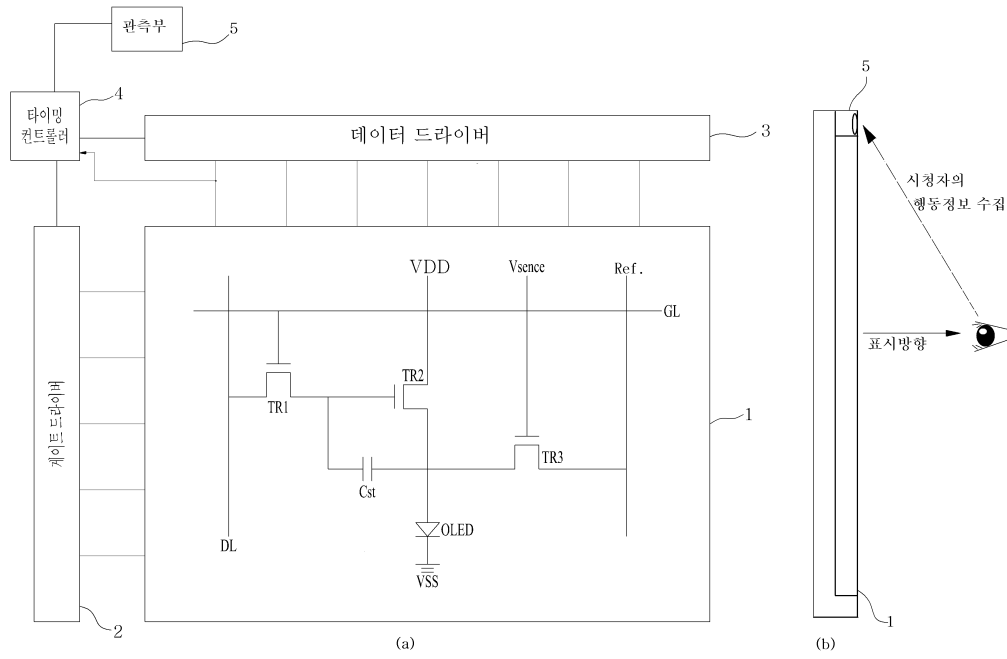 관측부
5
타이밍
컨트롤러
4
데이터 드라이버
3
게이트 드라이버
2
VDD
Vsence
Ref.
GL
TR1
TR2
TR3
Cst
OLED
DL
VSS
1
(a)
5
시청자의
행동정보 수집
표시방향
1
(b)